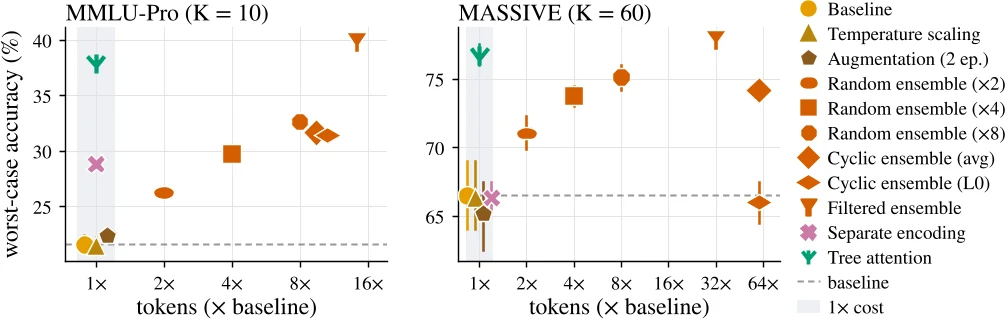 MMLU-Pro (K = 10)
worst-case accuracy (%)
40
35
30
25
1×
2×
4×
8×
16×
tokens (× baseline)
MASSIVE (K = 60)
75
70
65
1×
2×
4×
8×
16×
32×
64×
tokens (× baseline)
Baseline
Temperature scaling
Augmentation (2 ep.)
Random ensemble (×2)
Random ensemble (×4)
Random ensemble (×8)
Cyclic ensemble (avg)
Cyclic ensemble (L0)
Filtered ensemble
Separate encoding
Tree attention
baseline
1× cost